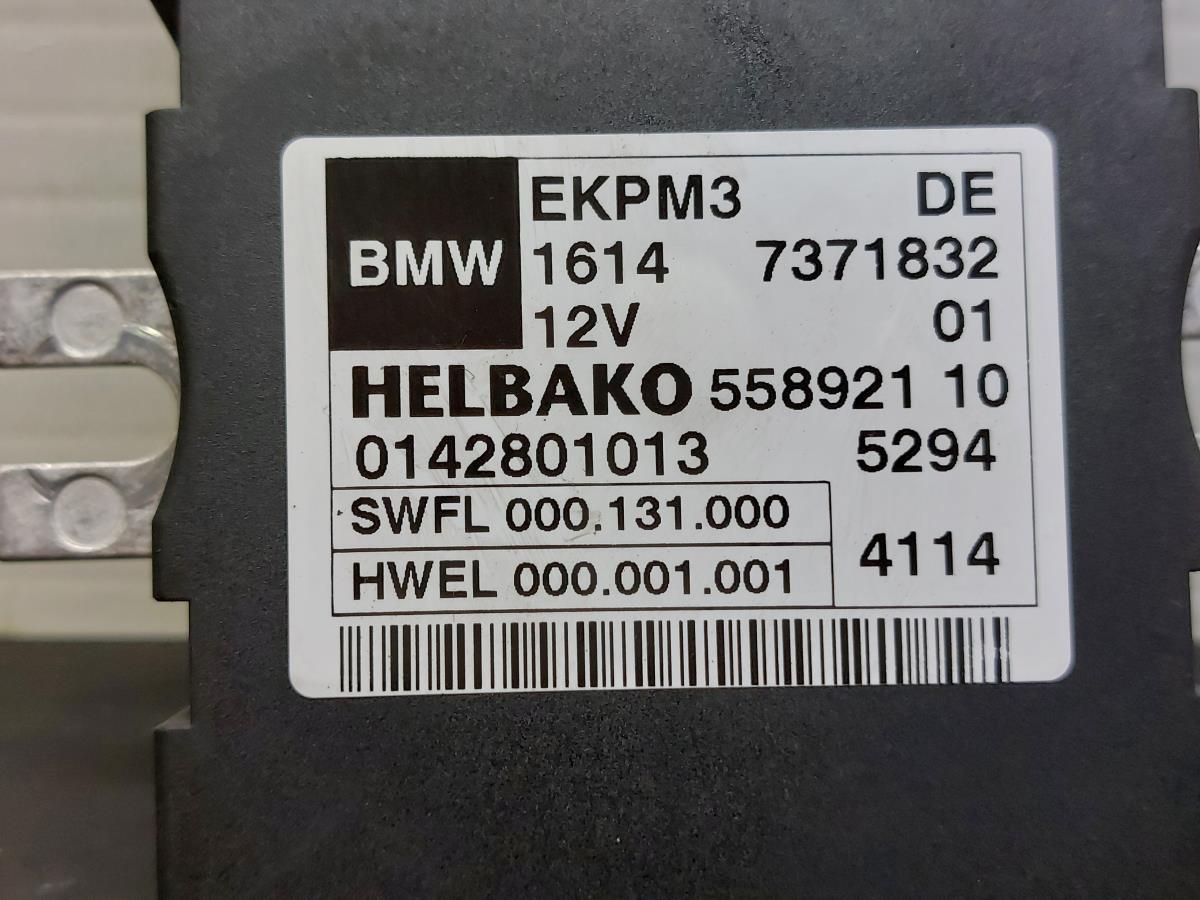 EKPM3 DE
BMW 1614 7371832
12V 01
HELBAKO 558921 10
0142801013 5294
SWFL 000.131.000
HWEL 000.001.001 4114